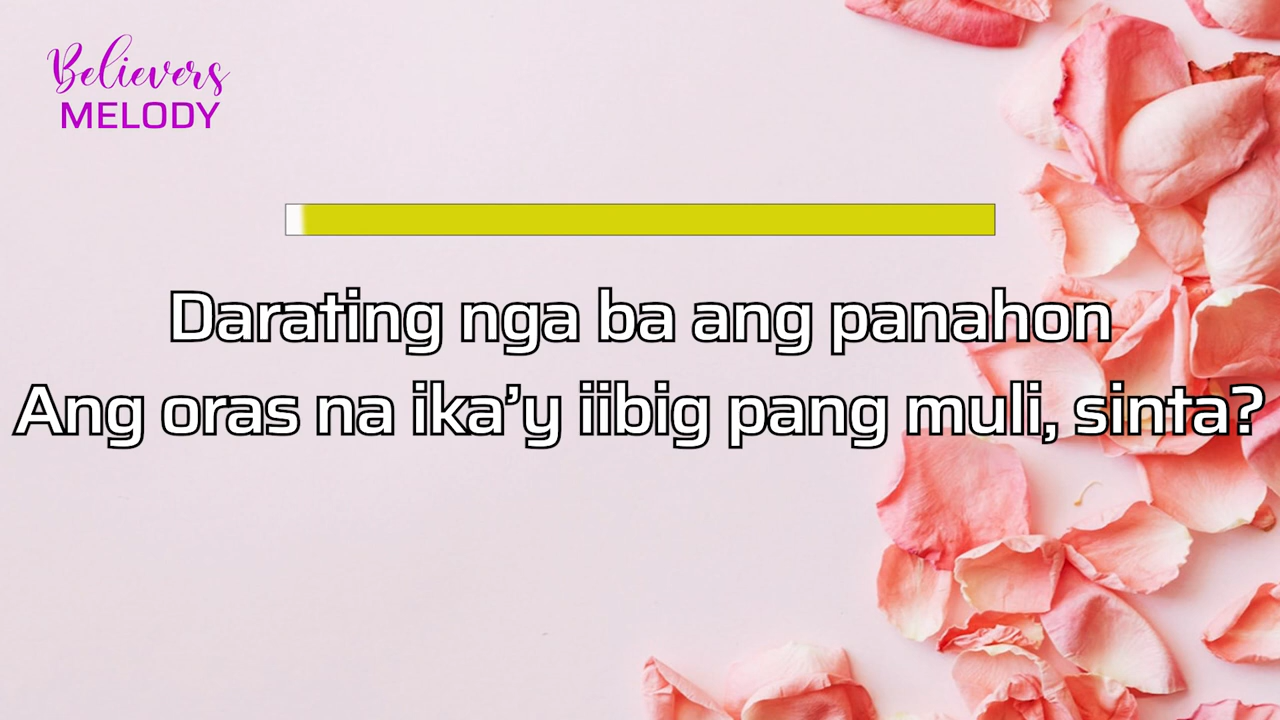 Believers
MELODY
Darating nga ba ang panahon
Ang oras na ika’y iibig pang muli, sinta?